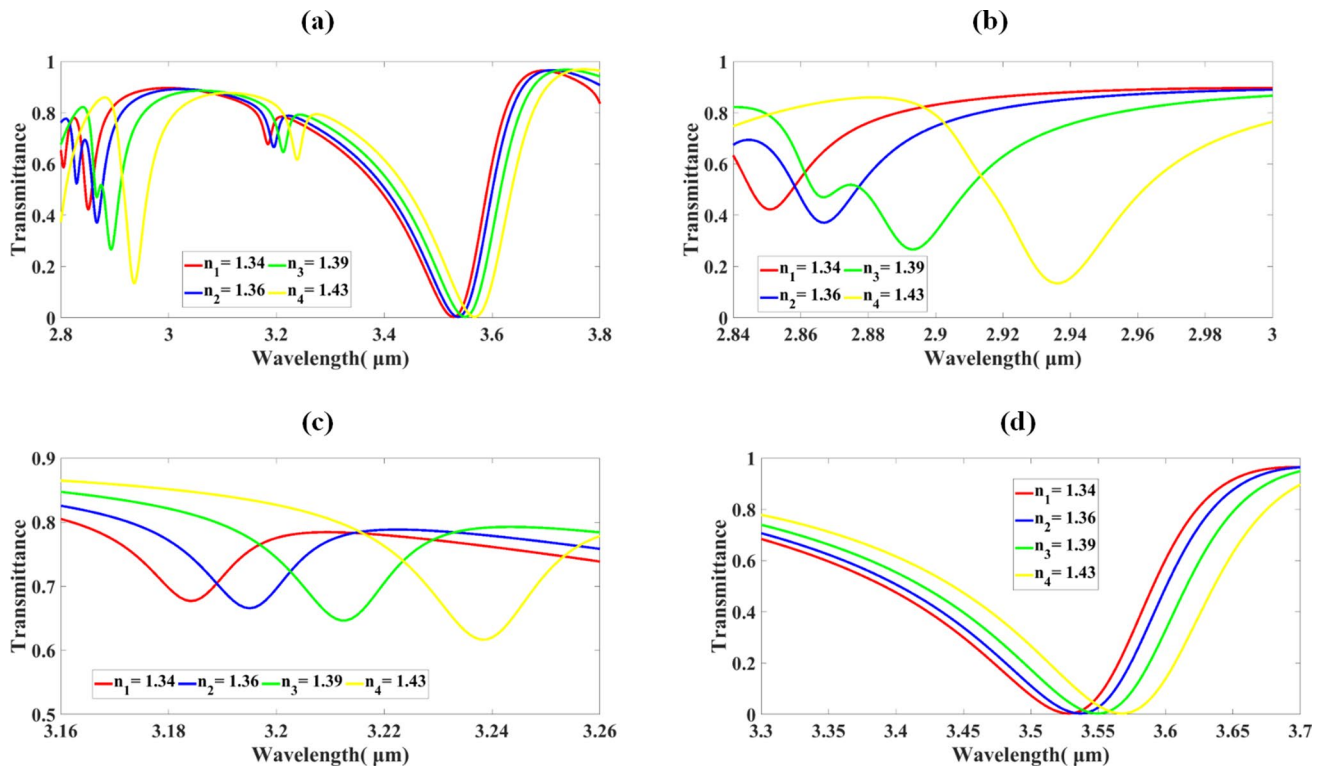 (a)
Transmittance
1
0.8
0.6
0.4
0.2
0
n1= 1.34 n3= 1.39
n2= 1.36 n4= 1.43
2.8 3 3.2 3.4 3.6 3.8
Wavelength( μm)
(b)
Transmittance
1
0.8
0.6
0.4
0.2
0
n1= 1.34 n3= 1.39
n2= 1.36 n4= 1.43
2.84 2.86 2.88 2.9 2.92 2.94 2.96 2.98 3
Wavelength( μm)
(c)
Transmittance
0.9
0.8
0.7
0.6
0.5
n1= 1.34 n2= 1.36 n3= 1.39 n4= 1.43
3.16 3.18 3.2 3.22 3.24 3.26
Wavelength( μm)
(d)
Transmittance
1
0.8
0.6
0.4
0.2
0
n1= 1.34
n2= 1.36
n3= 1.39
n4= 1.43
3.3 3.35 3.4 3.45 3.5 3.55 3.6 3.65 3.7
Wavelength( μm)